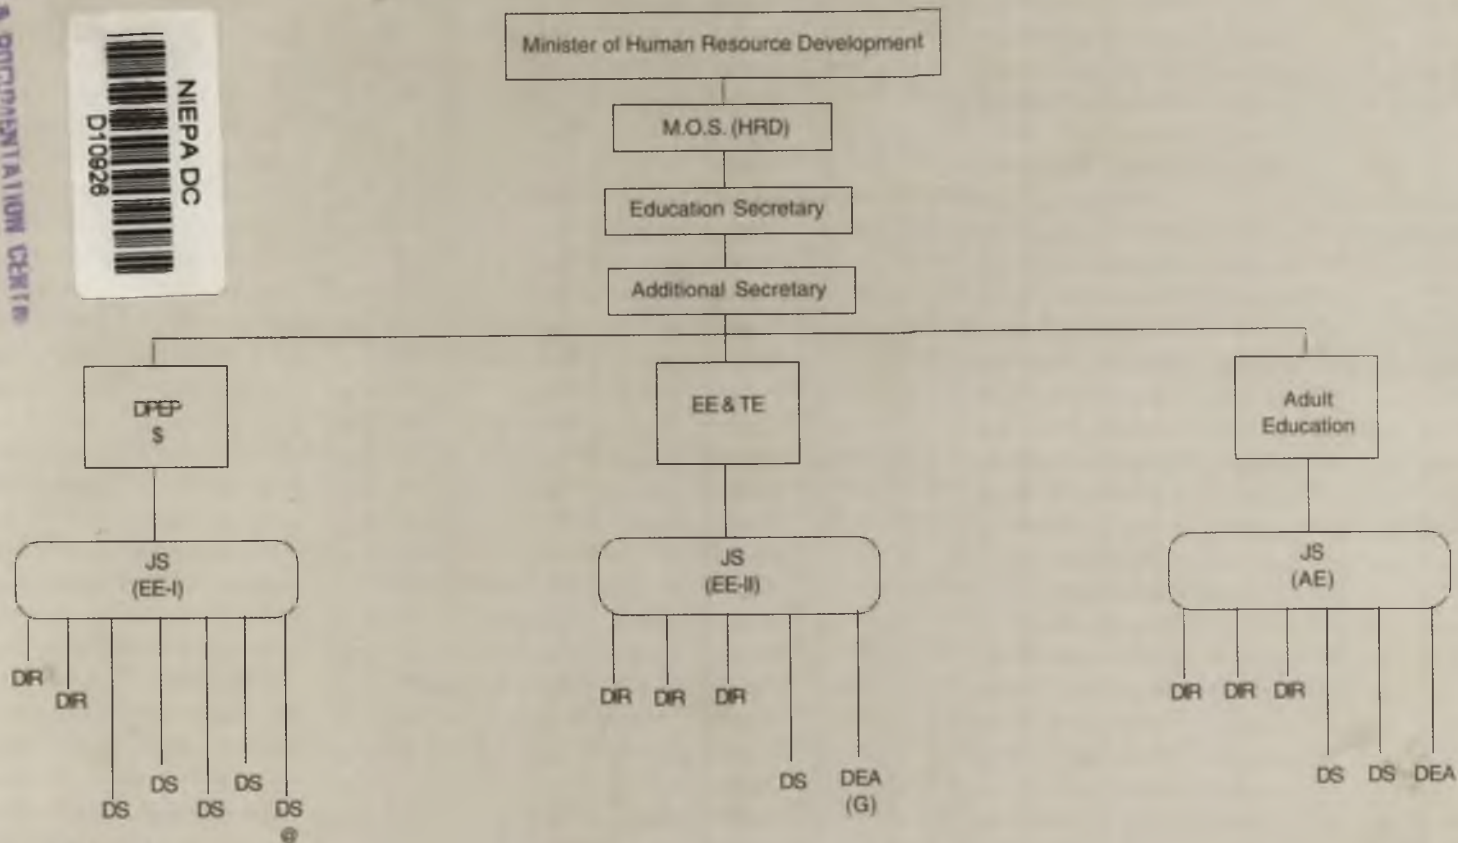 NIEPA DC
D10926
DOCUMENTATION CENTR
Minister of Human Resource Development
M.O.S. (HRD)
Education Secretary
Additional Secretary
DPEP
$
EE & TE
Adult
Education
JS
(EE-I)
JS
(EE-II)
JS
(AE)
DIR
DIR
DS
DS
DS
DS
DS
@
DIR
DIR
DIR
DS
DEA
(G)
DIR
DIR
DIR
DS
DS
DEA